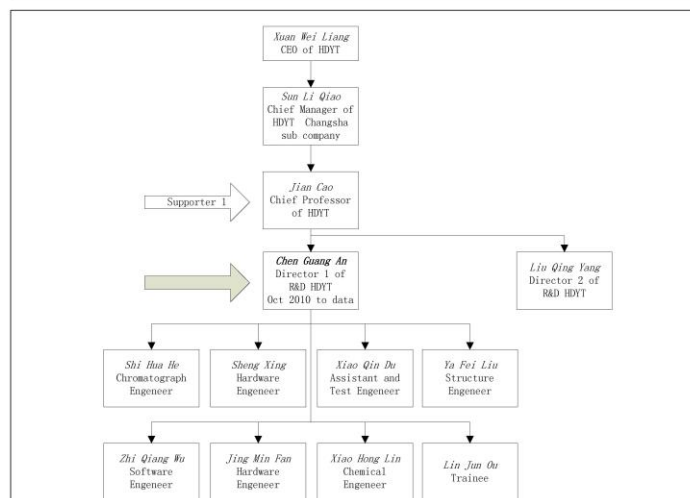 Xuan Wei Liang
CEO of HDYT
Sun Li Qiao
Chief Manager of
HDYT Changsha
sub company
Supporter 1
Jian Cao
Chief Professor
of HDYT
Chen Guang An
Director 1 of
R&D HDYT
Oct 2010 to data
Liu Qing Yang
Director 2 of
R&D HDYT
Shi Hua He
Chromatograph
Engeneer
Sheng Xing
Hardware
Engeneer
Xiao Qin Du
Assistant and
Test Engeneer
Ya Fei Liu
Structure
Engeneer
Zhi Qiang Wu
Software
Engeneer
Jing Min Fan
Hardware
Engeneer
Xiao Hong Lin
Chemical
Engeneer
Lin Jun Ou
Trainee